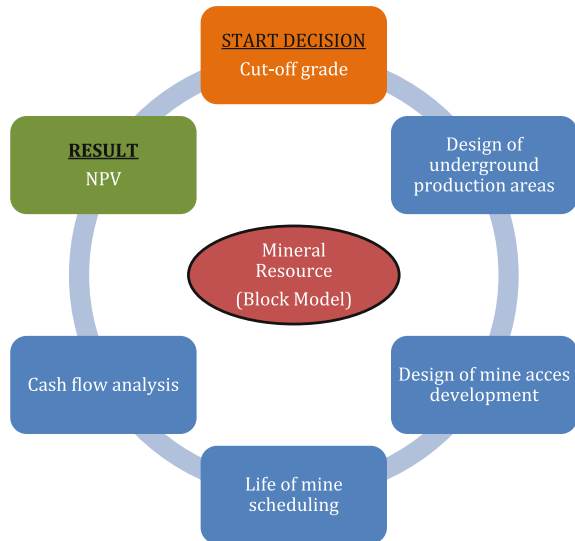 START DECISION
Cut-off grade
Design of
underground
production areas
Design of mine acces
development
Life of mine
scheduling
Cash flow analysis
RESULT
NPV
Mineral
Resource
(Block Model)